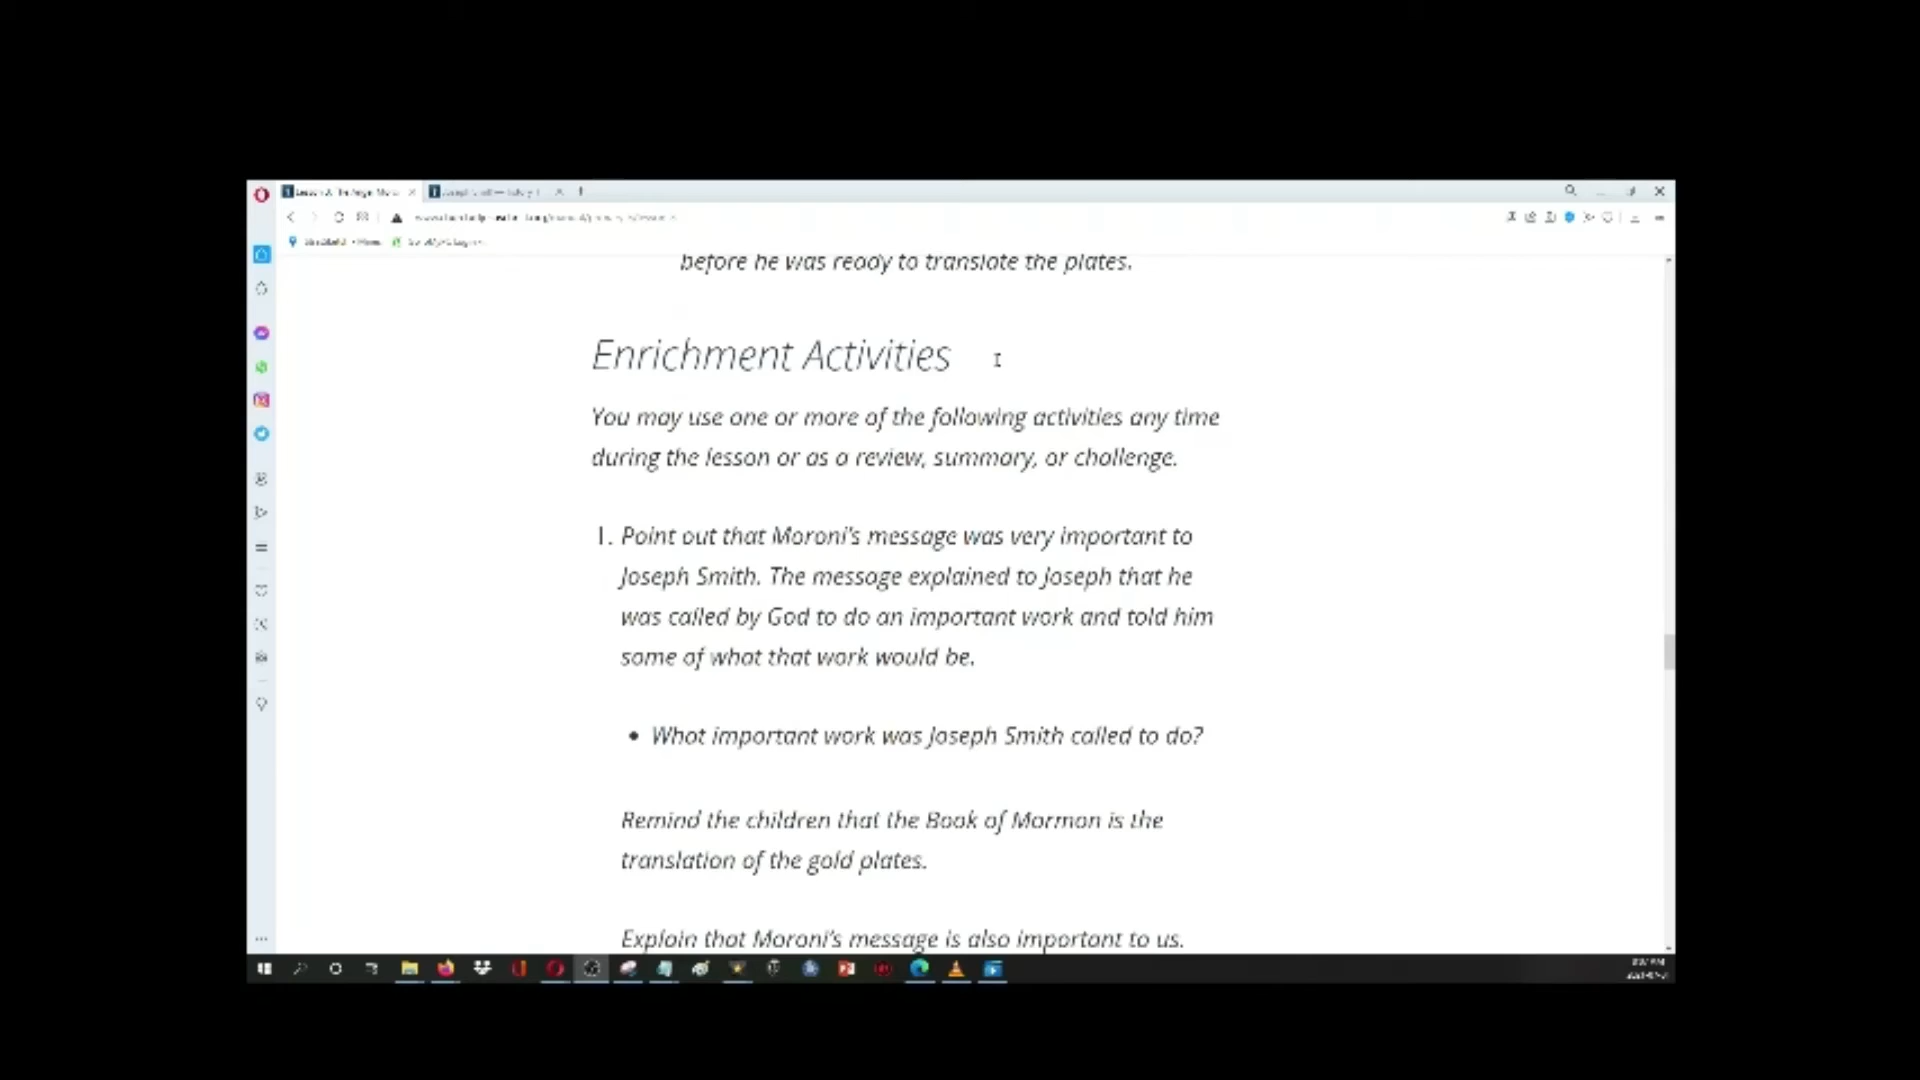 before he was ready to translate the plates.
Enrichment Activities
You may use one or more of the following activities any time
during the lesson or as a review, summary, or challenge.
1. Point out that Moroni's message was very important to
Joseph Smith. The message explained to Joseph that he
was called by God to do an important work and told him
some of what that work would be.
• What important work was Joseph Smith called to do?
Remind the children that the Book of Mormon is the
translation of the gold plates.
Explain that Moroni's message is also important to us.